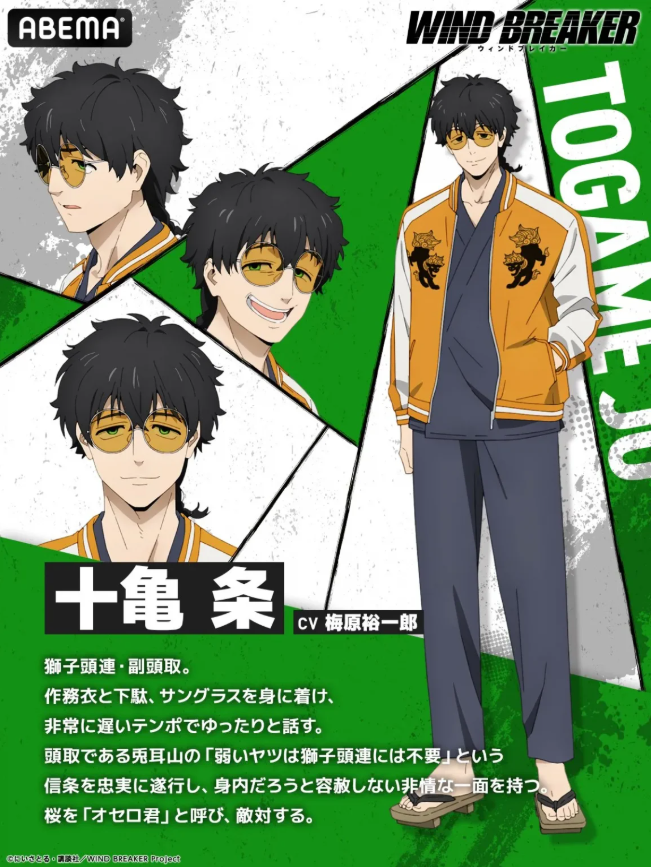 ABEMA
WIND BREAKER
ウィンドブレイカー
TOGAME JO
十亀 条
CV 梅原裕一郎
獅子頭連・副頭取。
作務衣と下駄、サングラスを身に着け、
非常に遅いテンポでゆったりと話す。
頭取である兎耳山の「弱いヤツは獅子頭連には不要」という
信条を忠実に遂行し、身内だろうと容赦しない非情な一面を持つ。
桜を「オセロ君」と呼び、敵対する。
©にいさとる・講談社／WIND BREAKER Project